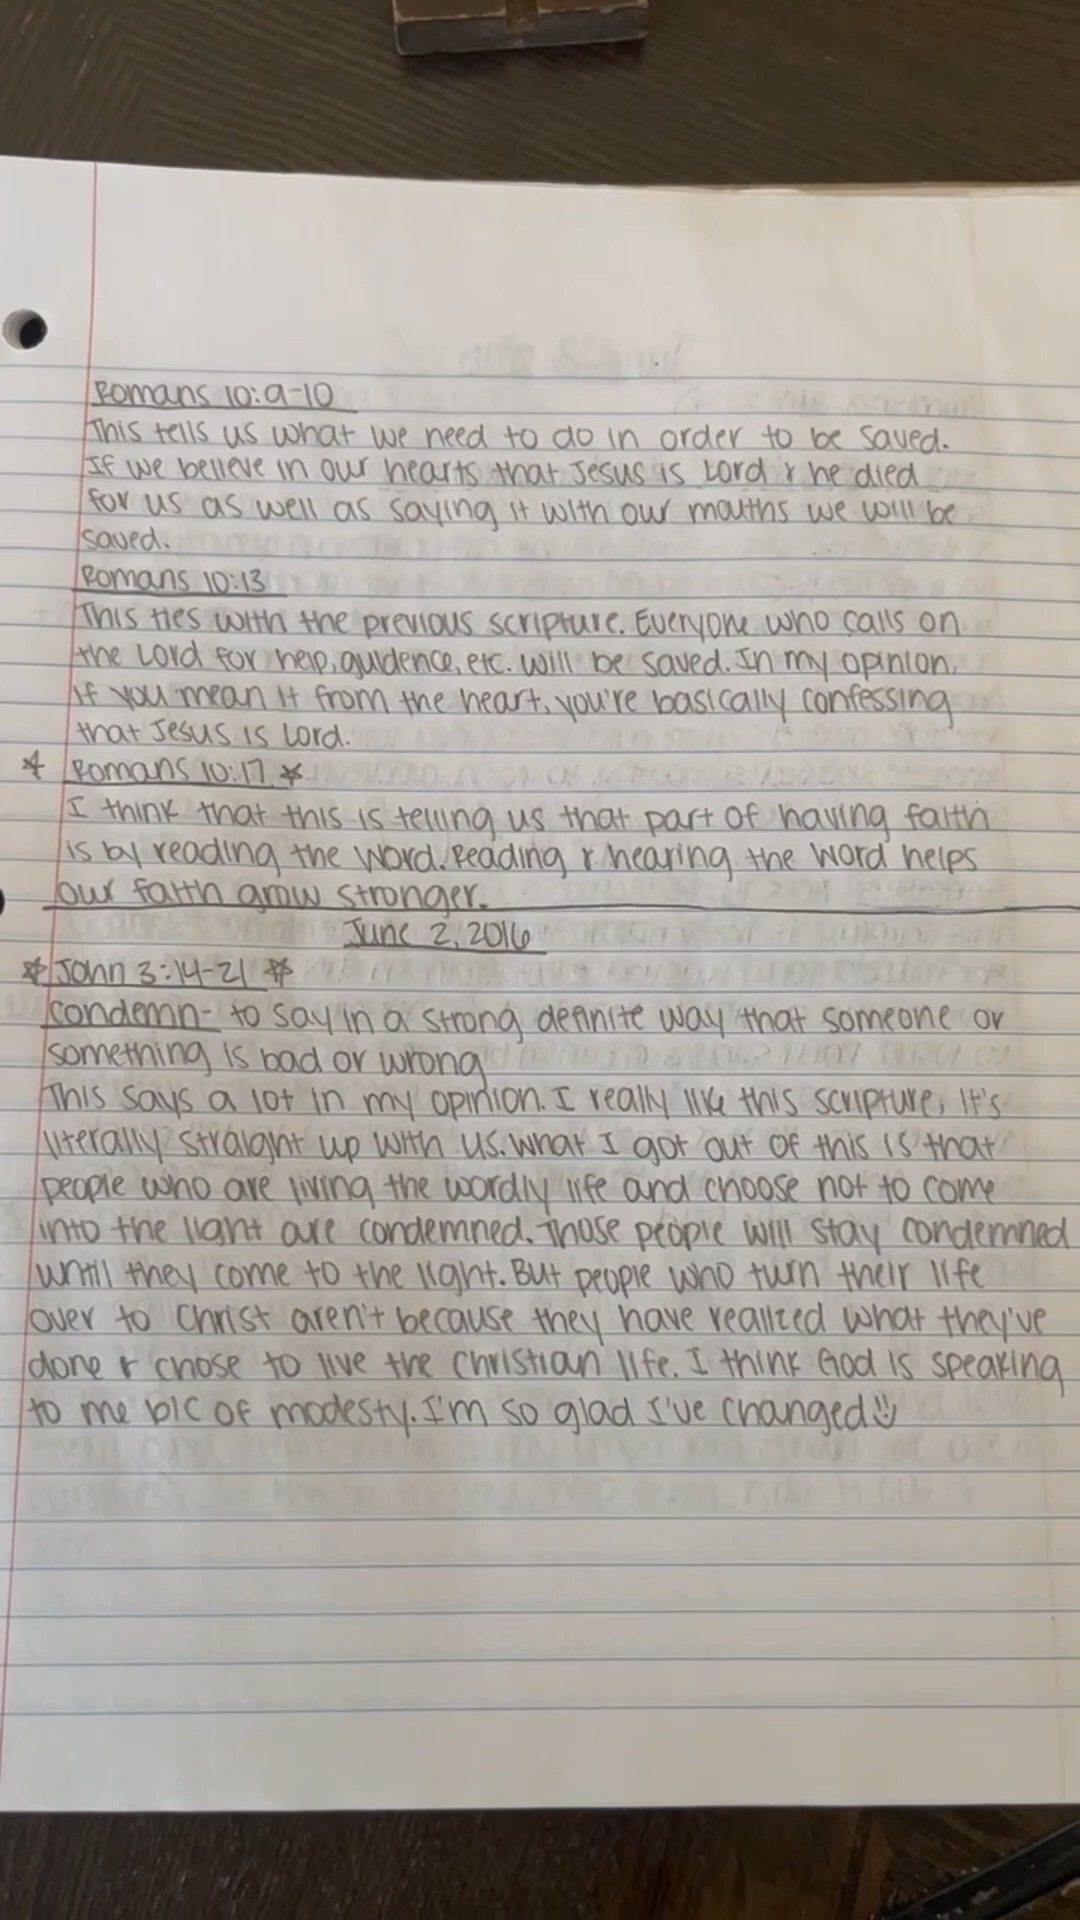 Romans 10:9-10
This tells us what we need to do in order to be saved.
If we believe in our hearts that Jesus is Lord & he died
for us as well as saying it with our mouths we will be
saved.
Romans 10:13
This ties with the previous scripture. Everyone who calls on
the Lord for help, guidence, etc. will be saved. In my opinion,
if you mean it from the heart, you're basically confessing
that Jesus is Lord.
* Romans 10:17 *
I think that this is telling us that part of having faith
is by reading the Word. Reading & hearing the Word helps
our faith grow stronger.
June 2, 2016
* John 3:14-21 *
condemn- to say in a strong definite way that someone or
something is bad or wrong
This says a lot in my opinion. I really like this scripture, it's
literally straight up with us. What I got out of this is that
people who are living the wordly life and choose not to come
into the light are condemned. Those people will stay condemned
until they come to the light. But people who turn their life
over to Christ aren't because they have realized what they've
done & chose to live the Christian life. I think God is speaking
to me b/c of modesty. I'm so glad I've changed☺